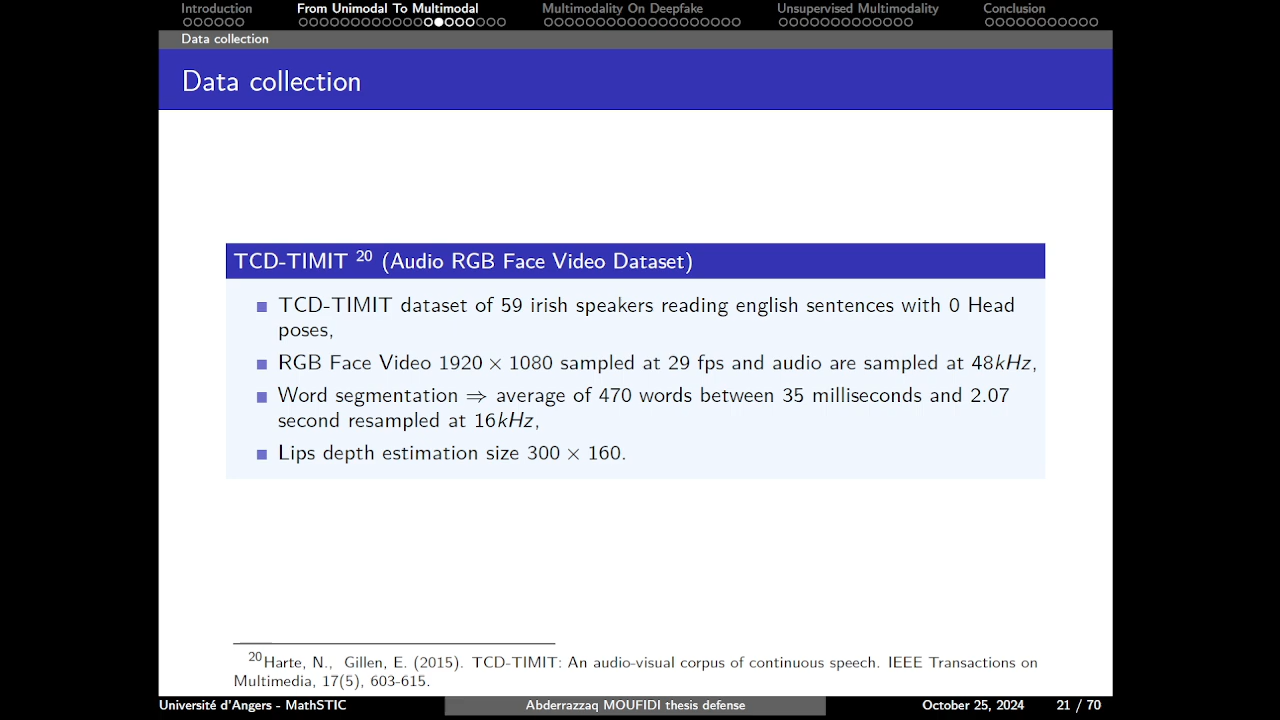 Introduction
From Unimodal To Multimodal
Multimodality On Deepfake
Unsupervised Multimodality
Conclusion
Data collection
Data collection
TCD-TIMIT 20 (Audio RGB Face Video Dataset)
TCD-TIMIT dataset of 59 irish speakers reading english sentences with 0 Head
poses,
RGB Face Video 1920 × 1080 sampled at 29 fps and audio are sampled at 48kHz,
Word segmentation ⇒ average of 470 words between 35 milliseconds and 2.07
second resampled at 16kHz,
Lips depth estimation size 300 × 160.
20Harte, N., Gillen, E. (2015). TCD-TIMIT: An audio-visual corpus of continuous speech. IEEE Transactions on
Multimedia, 17(5), 603-615.
Université d'Angers - MathSTIC
Abderrazzaq MOUFIDI thesis defense
October 25, 2024
21 / 70